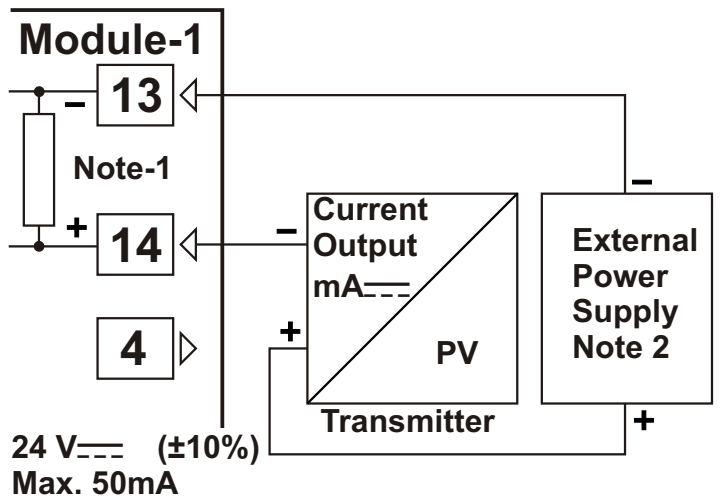 Module-1
13
−
Note-1
+
14
4
24 V (±10%)
Max. 50mA
−
Current
Output
mA
+
PV
Transmitter
−
External
Power
Supply
Note 2
+